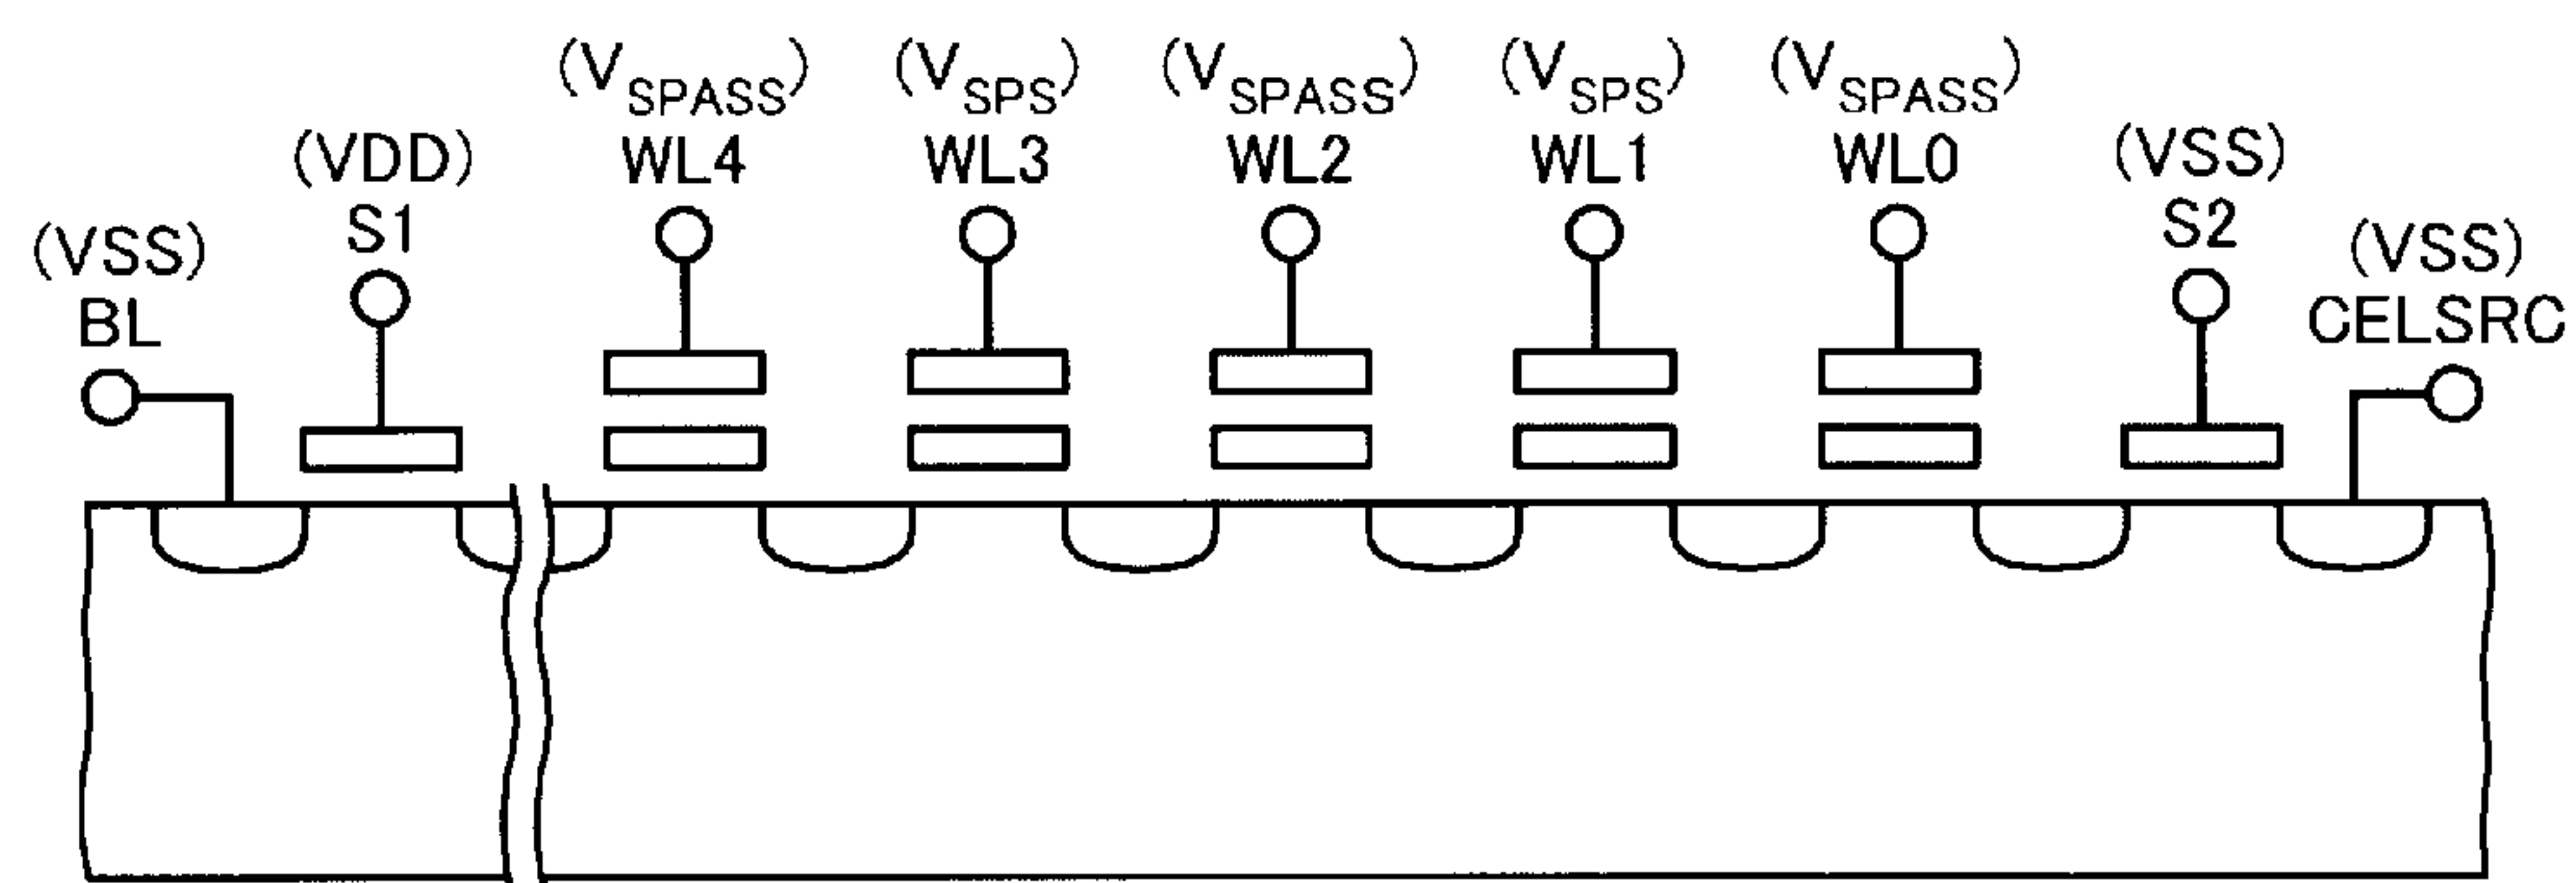 (VSPASS) (VSPS) (VSPASS) (VSPS) (VSPASS)
(VDD) WL4 WL3 WL2 WL1 WL0 (VSS)
S1 S2
(VSS) (VSS)
BL CELSRC